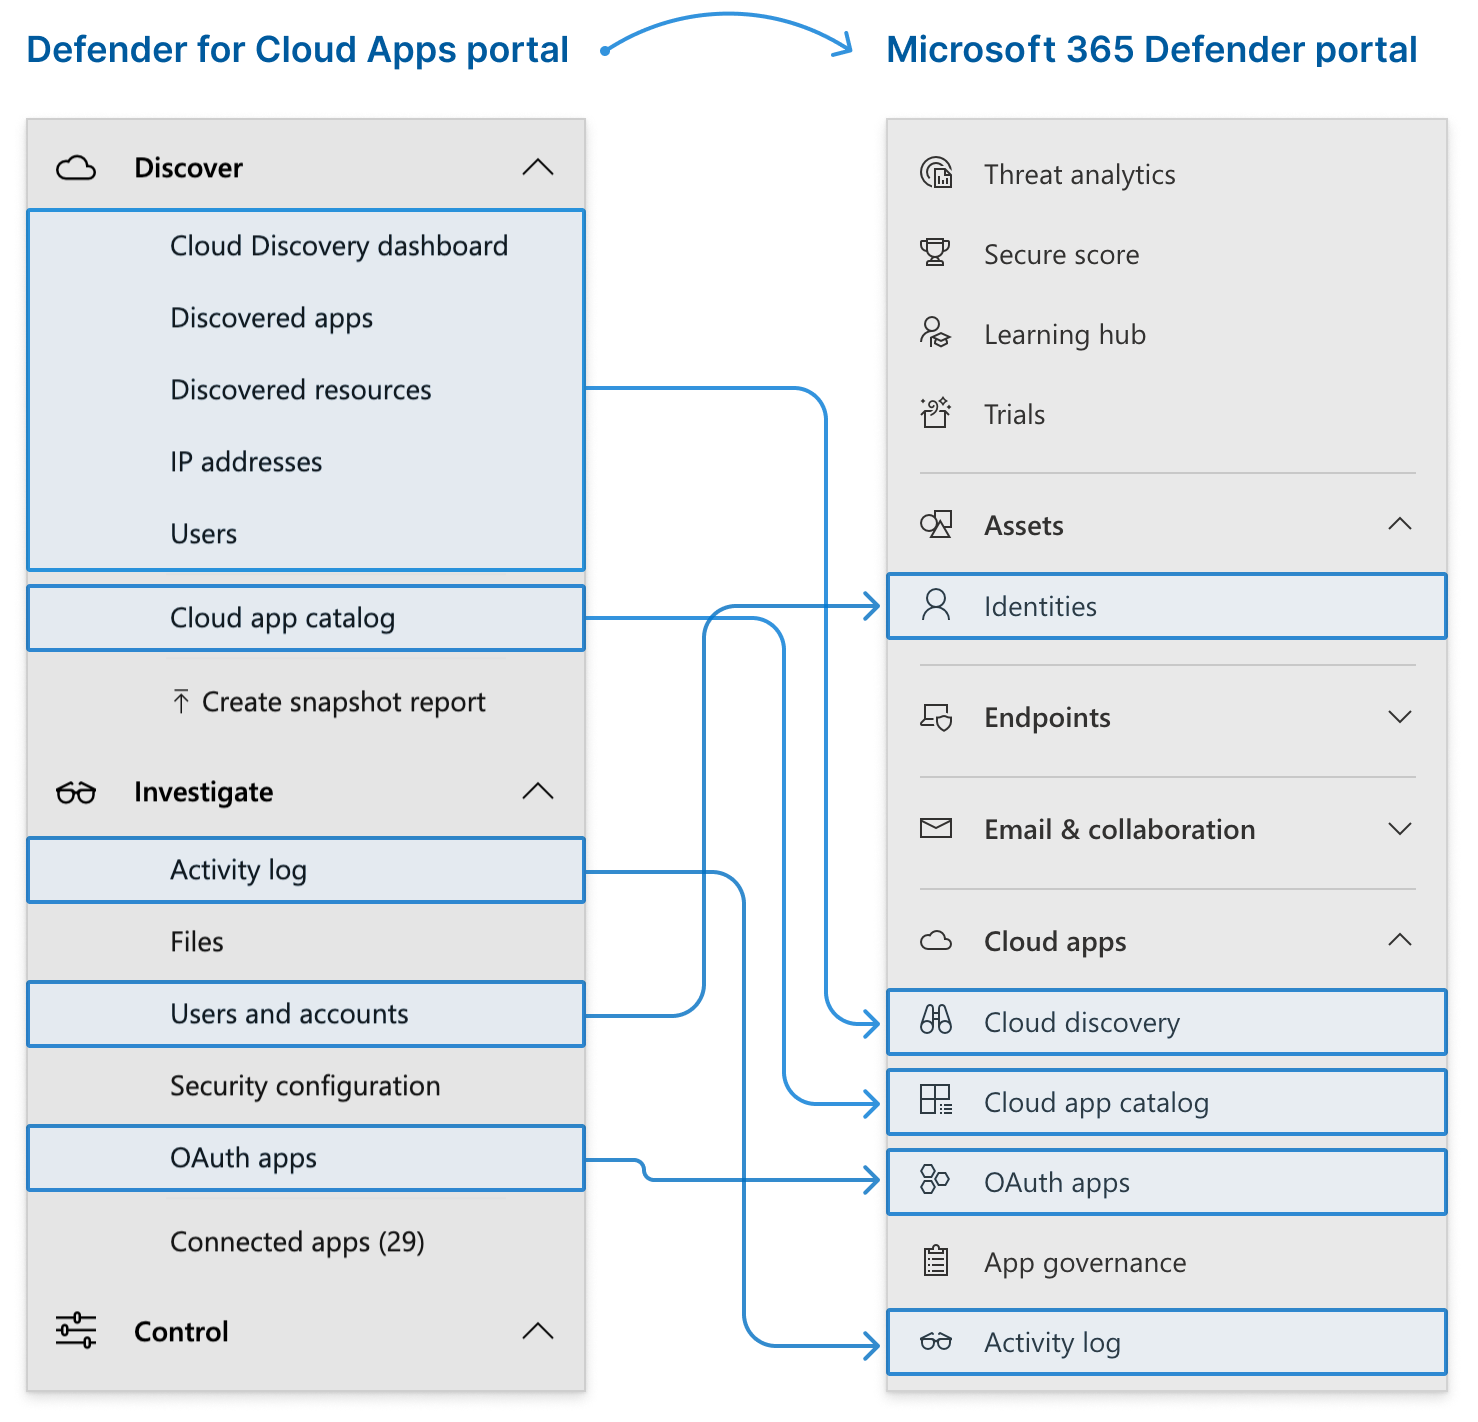 Defender for Cloud Apps portal
Microsoft 365 Defender portal
Discover
Cloud Discovery dashboard
Discovered apps
Discovered resources
IP addresses
Users
Cloud app catalog
Create snapshot report
Investigate
Activity log
Files
Users and accounts
Security configuration
OAuth apps
Connected apps (29)
Control
Threat analytics
Secure score
Learning hub
Trials
Assets
Identities
Endpoints
Email & collaboration
Cloud apps
Cloud discovery
Cloud app catalog
OAuth apps
App governance
Activity log